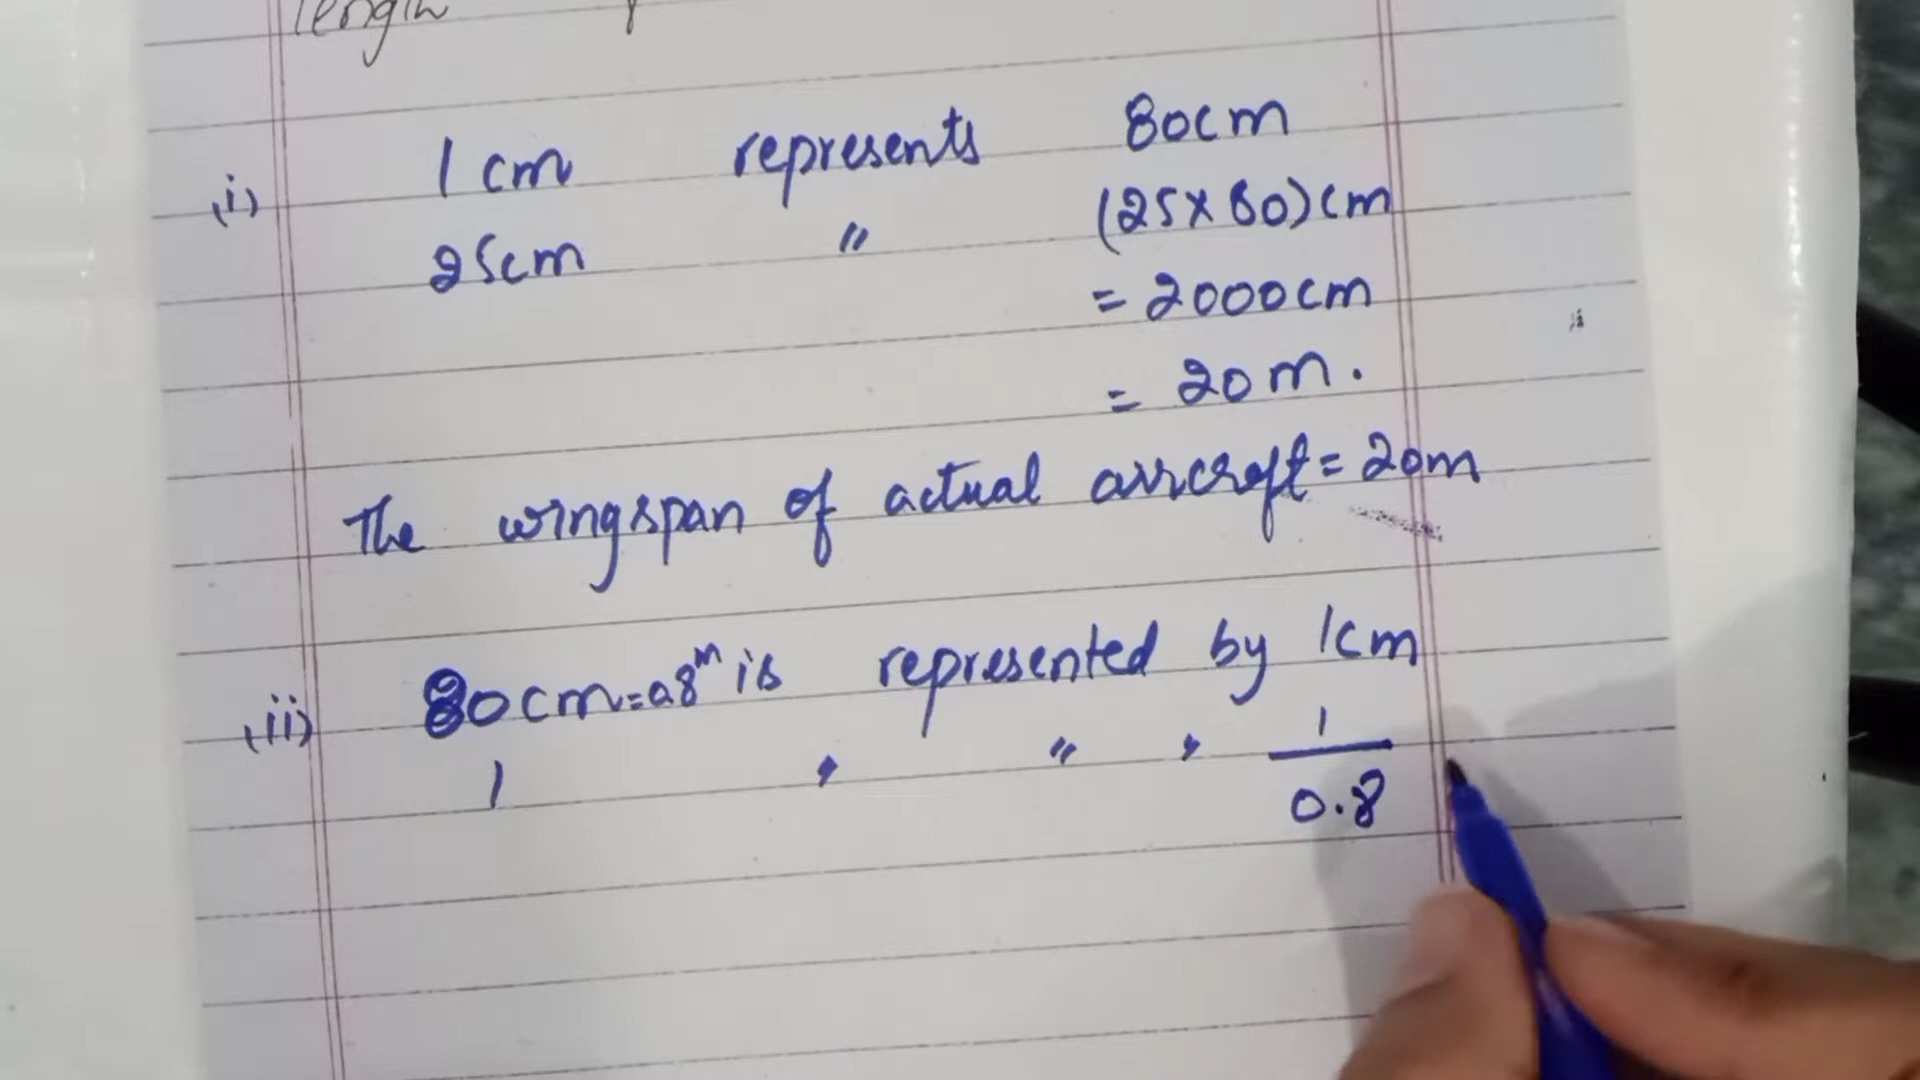 length
(i) 1 cm represents 80cm
25cm " (25×80)cm
= 2000cm
= 20m.
The wingspan of actual aircraft = 20m
(ii) 80cm=0.8m is represented by 1cm
1 " " " 1/0.8